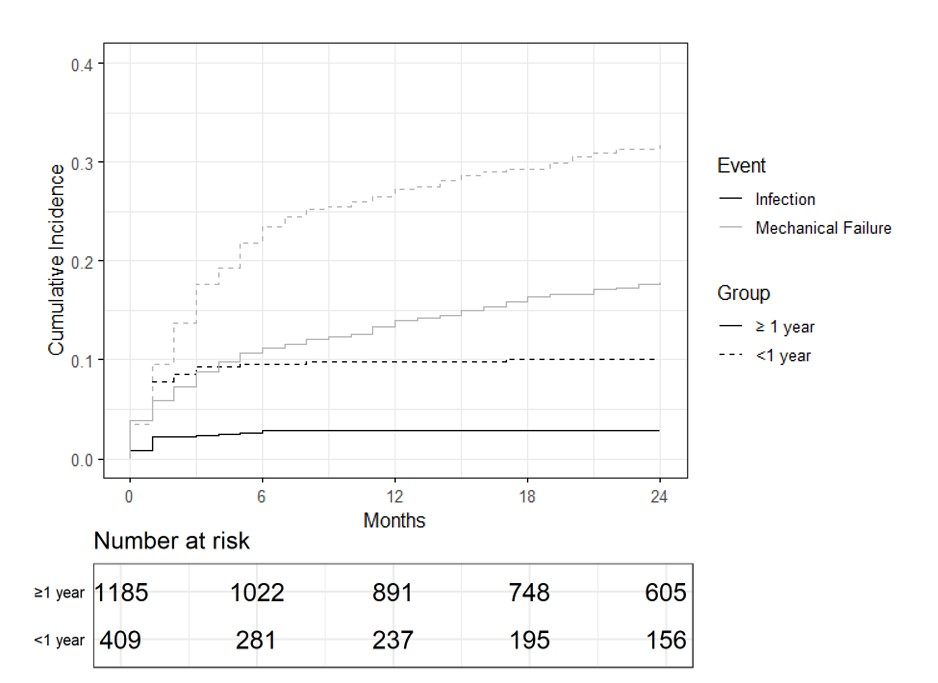 0.4
0.3
0.2
0.1
0.0
Cumulative Incidence
0 6 12 18 24
Months
Event
Infection
Mechanical Failure
Group
≥ 1 year
<1 year
Number at risk
≥1 year 1185 1022 891 748 605
<1 year 409 281 237 195 156